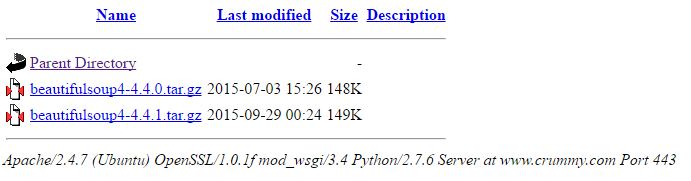 Name Last modified Size Description
Parent Directory -
beautifulsoup4-4.4.0.tar.gz 2015-07-03 15:26 148K
beautifulsoup4-4.4.1.tar.gz 2015-09-29 00:24 149K
Apache/2.4.7 (Ubuntu) OpenSSL/1.0.1f mod_wsgi/3.4 Python/2.7.6 Server at www.crummy.com Port 443